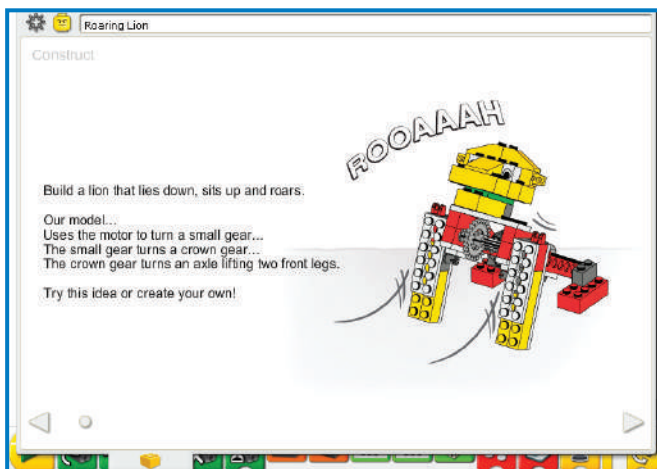 Roaring Lion
Construct
ROOAAAH
Build a lion that lies down, sits up and roars.
Our model...
Uses the motor to turn a small gear...
The small gear turns a crown gear...
The crown gear turns an axle lifting two front legs.
Try this idea or create your own!